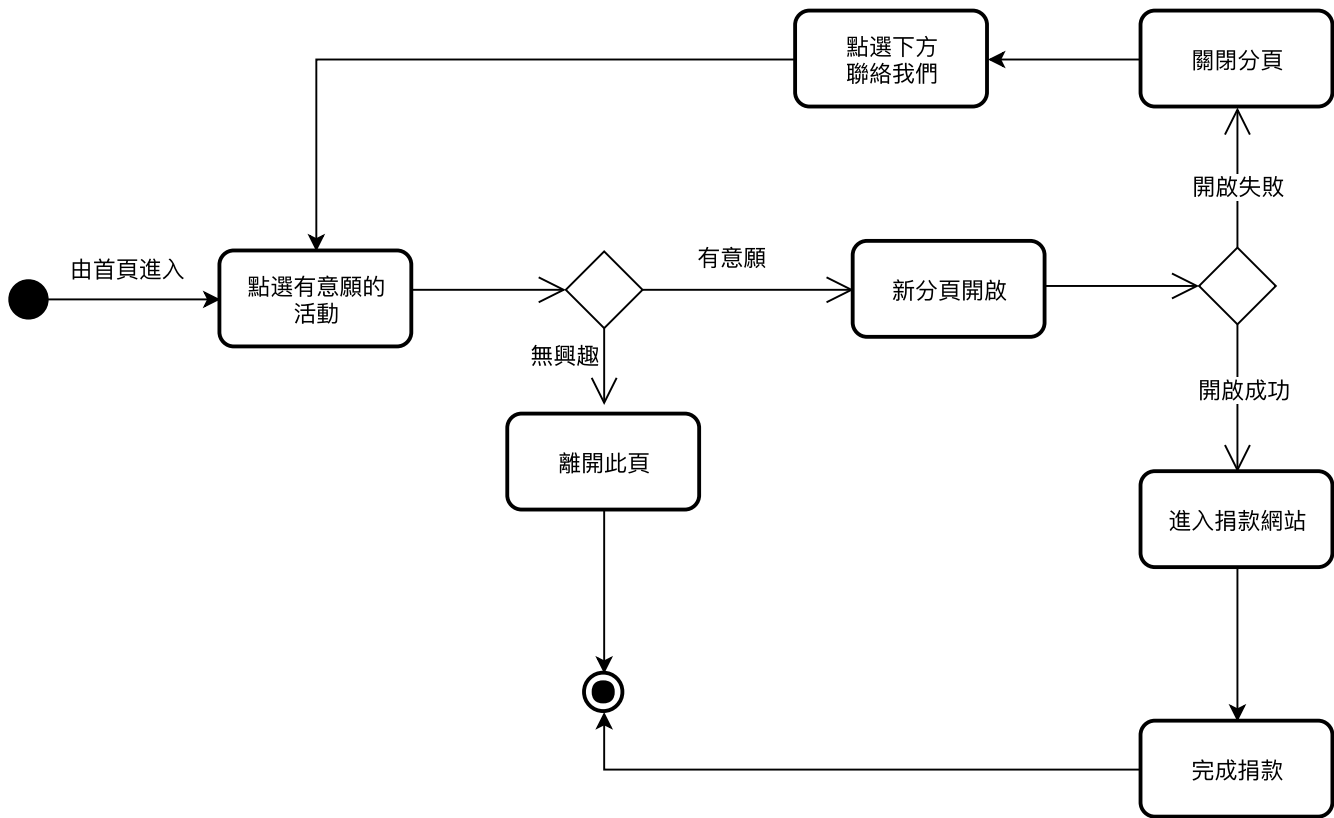 點選下方
聯絡我們
關閉分頁
開啟失敗
由首頁進入
點選有意願的
活動
有意願
新分頁開啟
無興趣
開啟成功
離開此頁
進入捐款網站
完成捐款